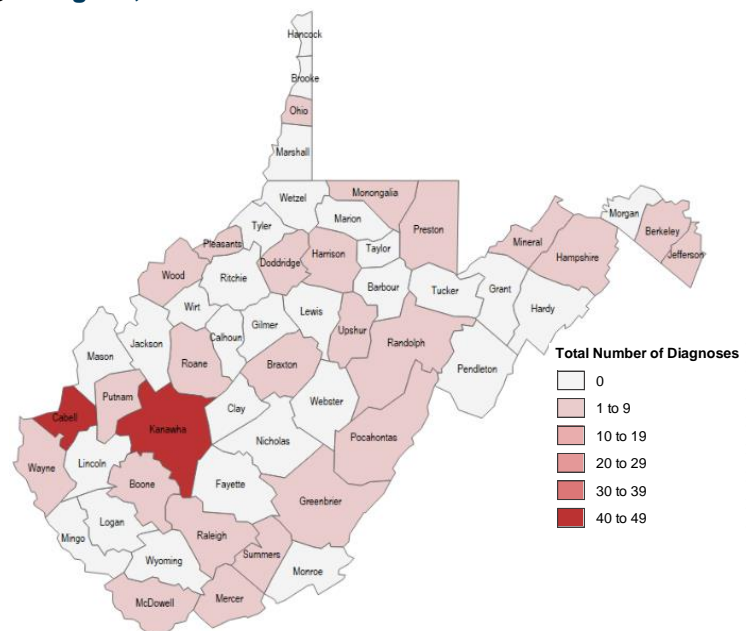 Hancock
Brooke
Ohio
Marshall
Wetzel
Monongalia
Marion
Tyler
Preston
Pleasants
Doddridge
Harrison
Taylor
Wood
Ritchie
Barbour
Tucker
Grant
Mineral
Hampshire
Morgan
Berkeley
Jefferson
Hardy
Wirt
Lewis
Gilmer
Calhoun
Upshur
Randolph
Jackson
Mason
Roane
Braxton
Pendleton
Putnam
Cabell
Kanawha
Clay
Webster
Nicholas
Pocahontas
Wayne
Lincoln
Boone
Fayette
Greenbrier
Logan
Mingo
Raleigh
Summers
Wyoming
Monroe
McDowell
Mercer
Total Number of Diagnoses
0
1 to 9
10 to 19
20 to 29
30 to 39
40 to 49